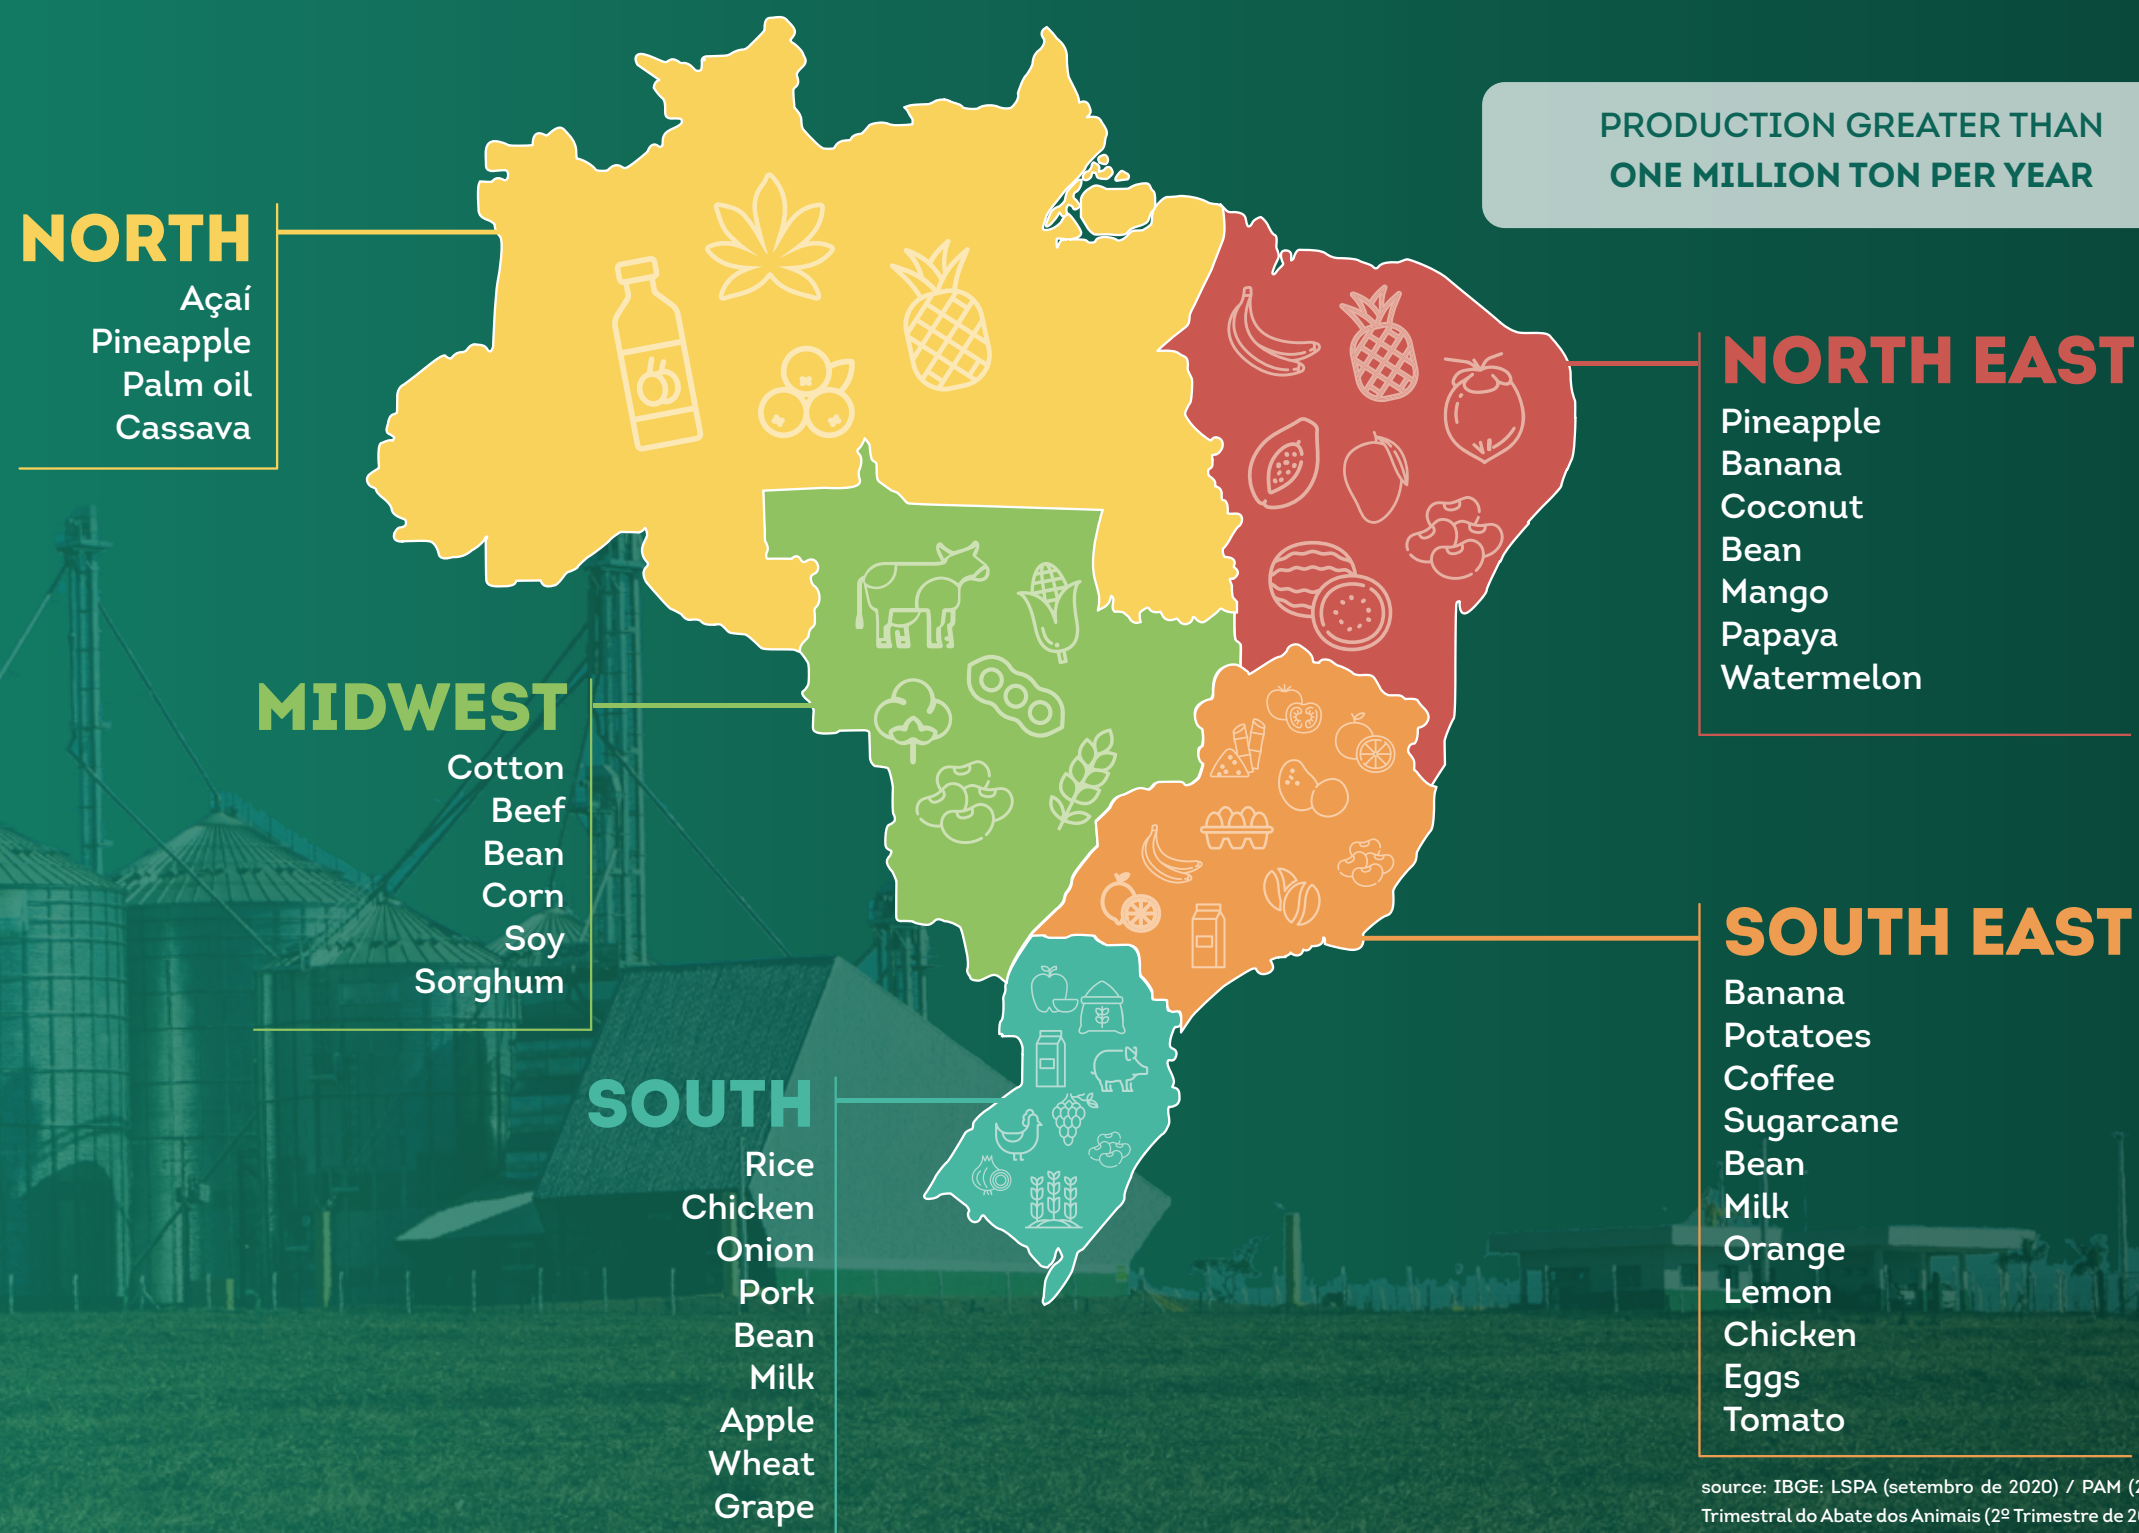 PRODUCTION GREATER THAN
ONE MILLION TON PER YEAR
NORTH
Açaí
Pineapple
Palm oil
Cassava
NORTH EAST
Pineapple
Banana
Coconut
Bean
Mango
Papaya
Watermelon
MIDWEST
Cotton
Beef
Bean
Corn
Soy
Sorghum
SOUTH EAST
Banana
Potatoes
Coffee
Sugarcane
Bean
Milk
Orange
Lemon
Chicken
Eggs
Tomato
SOUTH
Rice
Chicken
Onion
Pork
Bean
Milk
Apple
Wheat
Grape
source: IBGE: LSPA (setembro de 2020) / PAM
Trimestral do Abate dos Animais (2º Trimestre de